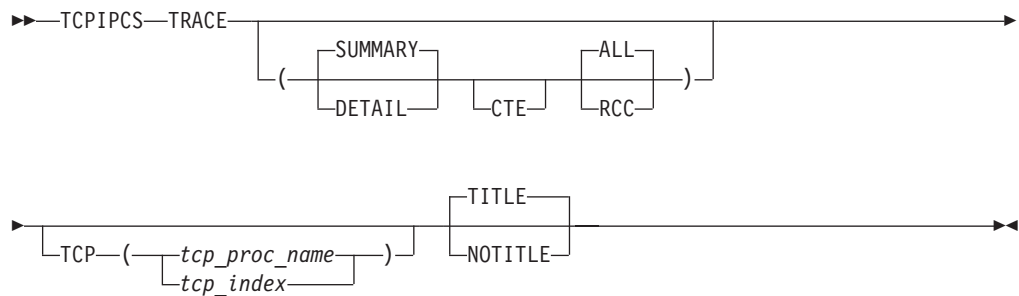 TCPIPCS TRACE
( SUMMARY ALL )
DETAIL CTE RCC
TITLE
TCP ( tcp_proc_name ) NOTITLE
tcp_index